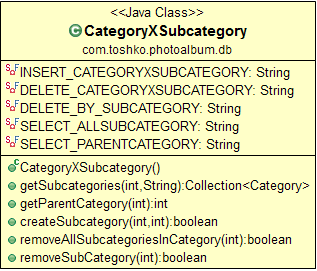 <<Java Class>>
CategoryXSubcategory
com.toshko.photoalbum.db
INSERT_CATEGORYXSUBCATEGORY: String
DELETE_CATEGORYXSUBCATEGORY: String
DELETE_BY_SUBCATEGORY: String
SELECT_ALLSUBCATEGORY: String
SELECT_PARENTCATEGORY: String
CategoryXSubcategory()
getSubcategories(int,String):Collection<Category>
getParentCategory(int):int
createSubcategory(int,int):boolean
removeAllSubcategoriesInCategory(int):boolean
removeSubCategory(int):boolean